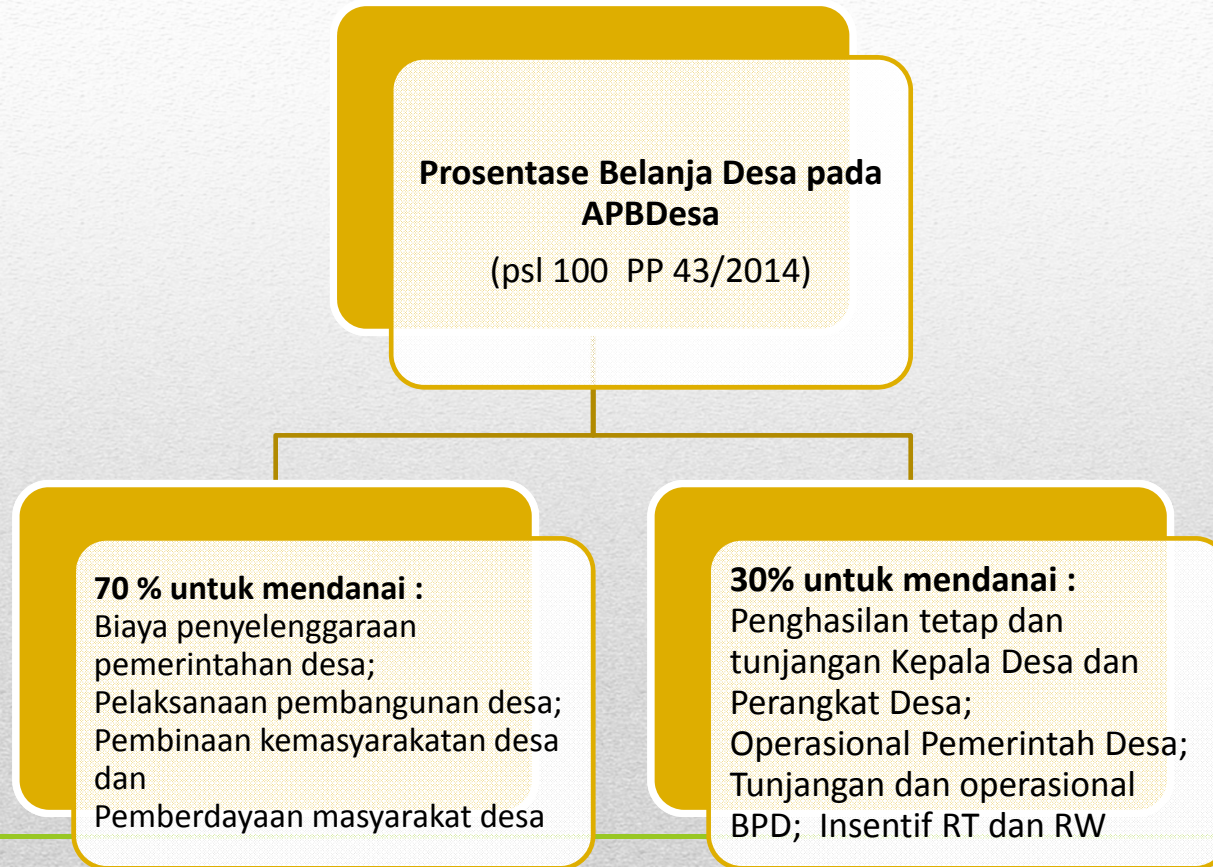 Prosentase Belanja Desa pada
APBDesa
(psl 100  PP 43/2014)
70 % untuk mendanai :
Biaya penyelenggaraan
pemerintahan desa;
Pelaksanaan pembangunan desa;
Pembinaan kemasyarakatan desa
dan
Pemberdayaan masyarakat desa
30% untuk mendanai :
Penghasilan tetap dan
tunjangan Kepala Desa dan
Perangkat Desa;
Operasional Pemerintah Desa;
Tunjangan dan operasional
BPD;  Insentif RT dan RW